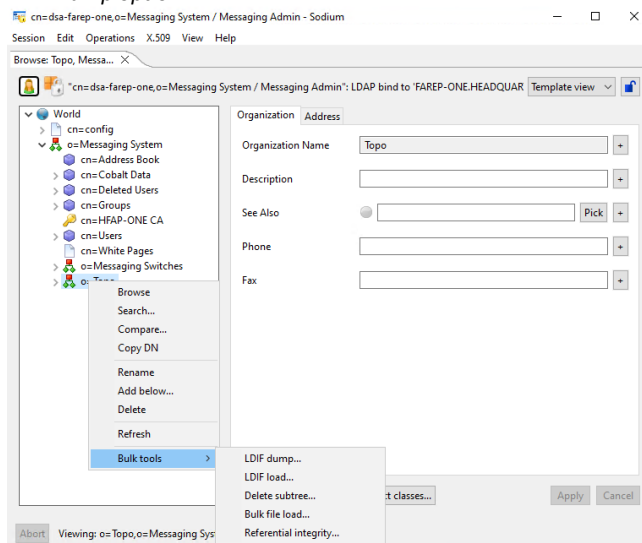 cn=dsa-farep-one,o=Messaging System / Messaging Admin - Sodium
Session Edit Operations X.509 View Help
Browse: Topo, Messa...
"cn=dsa-farep-one,o=Messaging System / Messaging Admin": LDAP bind to 'FAREP-ONE.HEADQUAR
Template view
World
cn=config
o=Messaging System
cn=Address Book
cn=Cobalt Data
cn=Deleted Users
cn=Groups
cn=HFAP-ONE CA
cn=Users
cn=White Pages
o=Messaging Switches
o=Topo
Browse
Search...
Compare...
Copy DN
Rename
Add below...
Delete
Refresh
Bulk tools >
LDIF dump...
LDIF load...
Delete subtree...
Bulk file load...
Referential integrity...
Organization Address
Organization Name Topo +
Description +
See Also Pick +
Phone +
Fax +
:t classes...
Apply Cancel
Abort Viewing: o=Topo,o=Messaging Sys